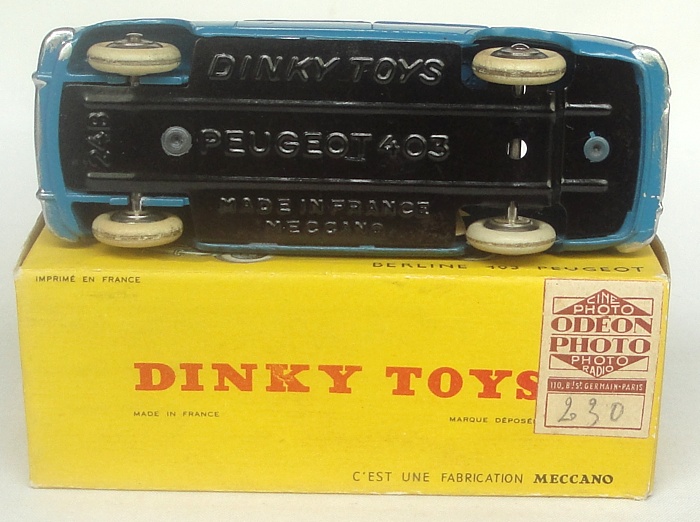 DINKY TOYS
24B
PEUGEOT 403
MADE IN FRANCE
MECCANO
BERLINE 403 PEUGEOT
IMPRIMÉ EN FRANCE
CINE
PHOTO
ODEON
PHOTO
PHOTO
RADIO
110, Bd St GERMAIN-PARIS
230
DINKY TOYS
MADE IN FRANCE
MARQUE DÉPOSÉE
C'EST UNE FABRICATION MECCANO